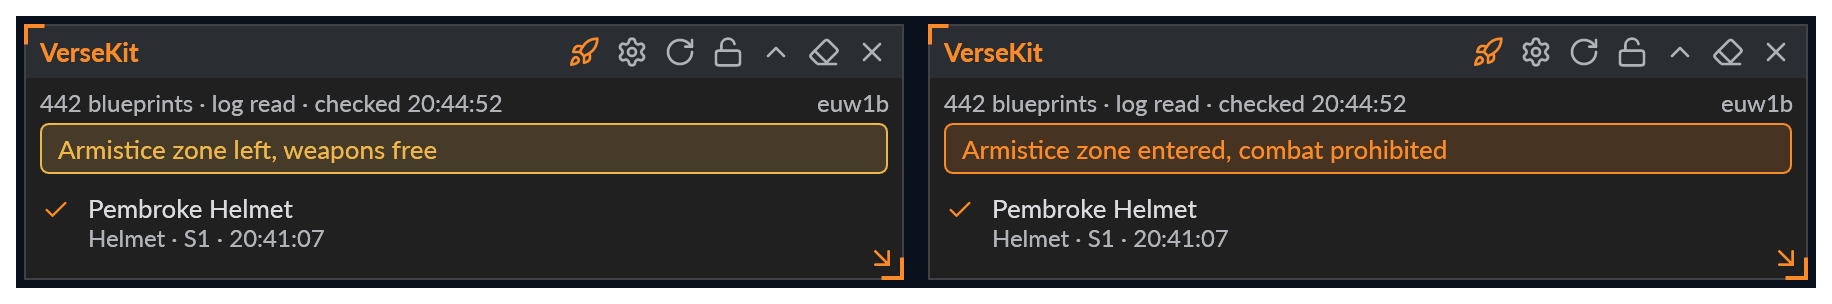 VerseKit
442 blueprints · log read · checked 20:44:52
euw1b
Armistice zone left, weapons free
Pembroke Helmet
Helmet · S1 · 20:41:07
VerseKit
442 blueprints · log read · checked 20:44:52
euw1b
Armistice zone entered, combat prohibited
Pembroke Helmet
Helmet · S1 · 20:41:07